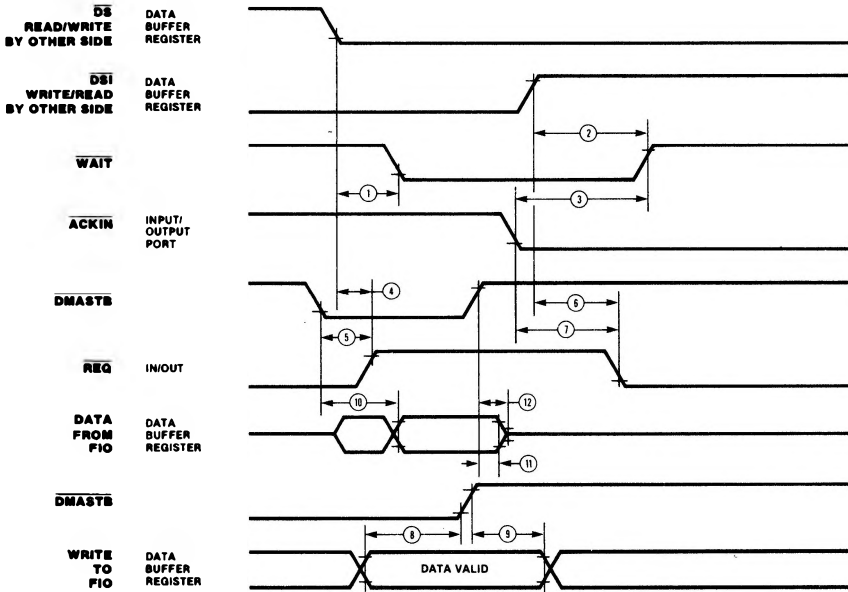 DS DATA
READ/WRITE BUFFER
BY OTHER SIDE REGISTER
DSI DATA
WRITE/READ BUFFER
BY OTHER SIDE REGISTER
2
WAIT
1
3
ACKIN INPUT/
OUTPUT
PORT
DMASTB
4
6
5
7
REQ IN/OUT
10
12
DATA DATA
FROM BUFFER
FIO REGISTER
11
DMASTB
8
9
WRITE DATA
TO BUFFER DATA VALID
FIO REGISTER